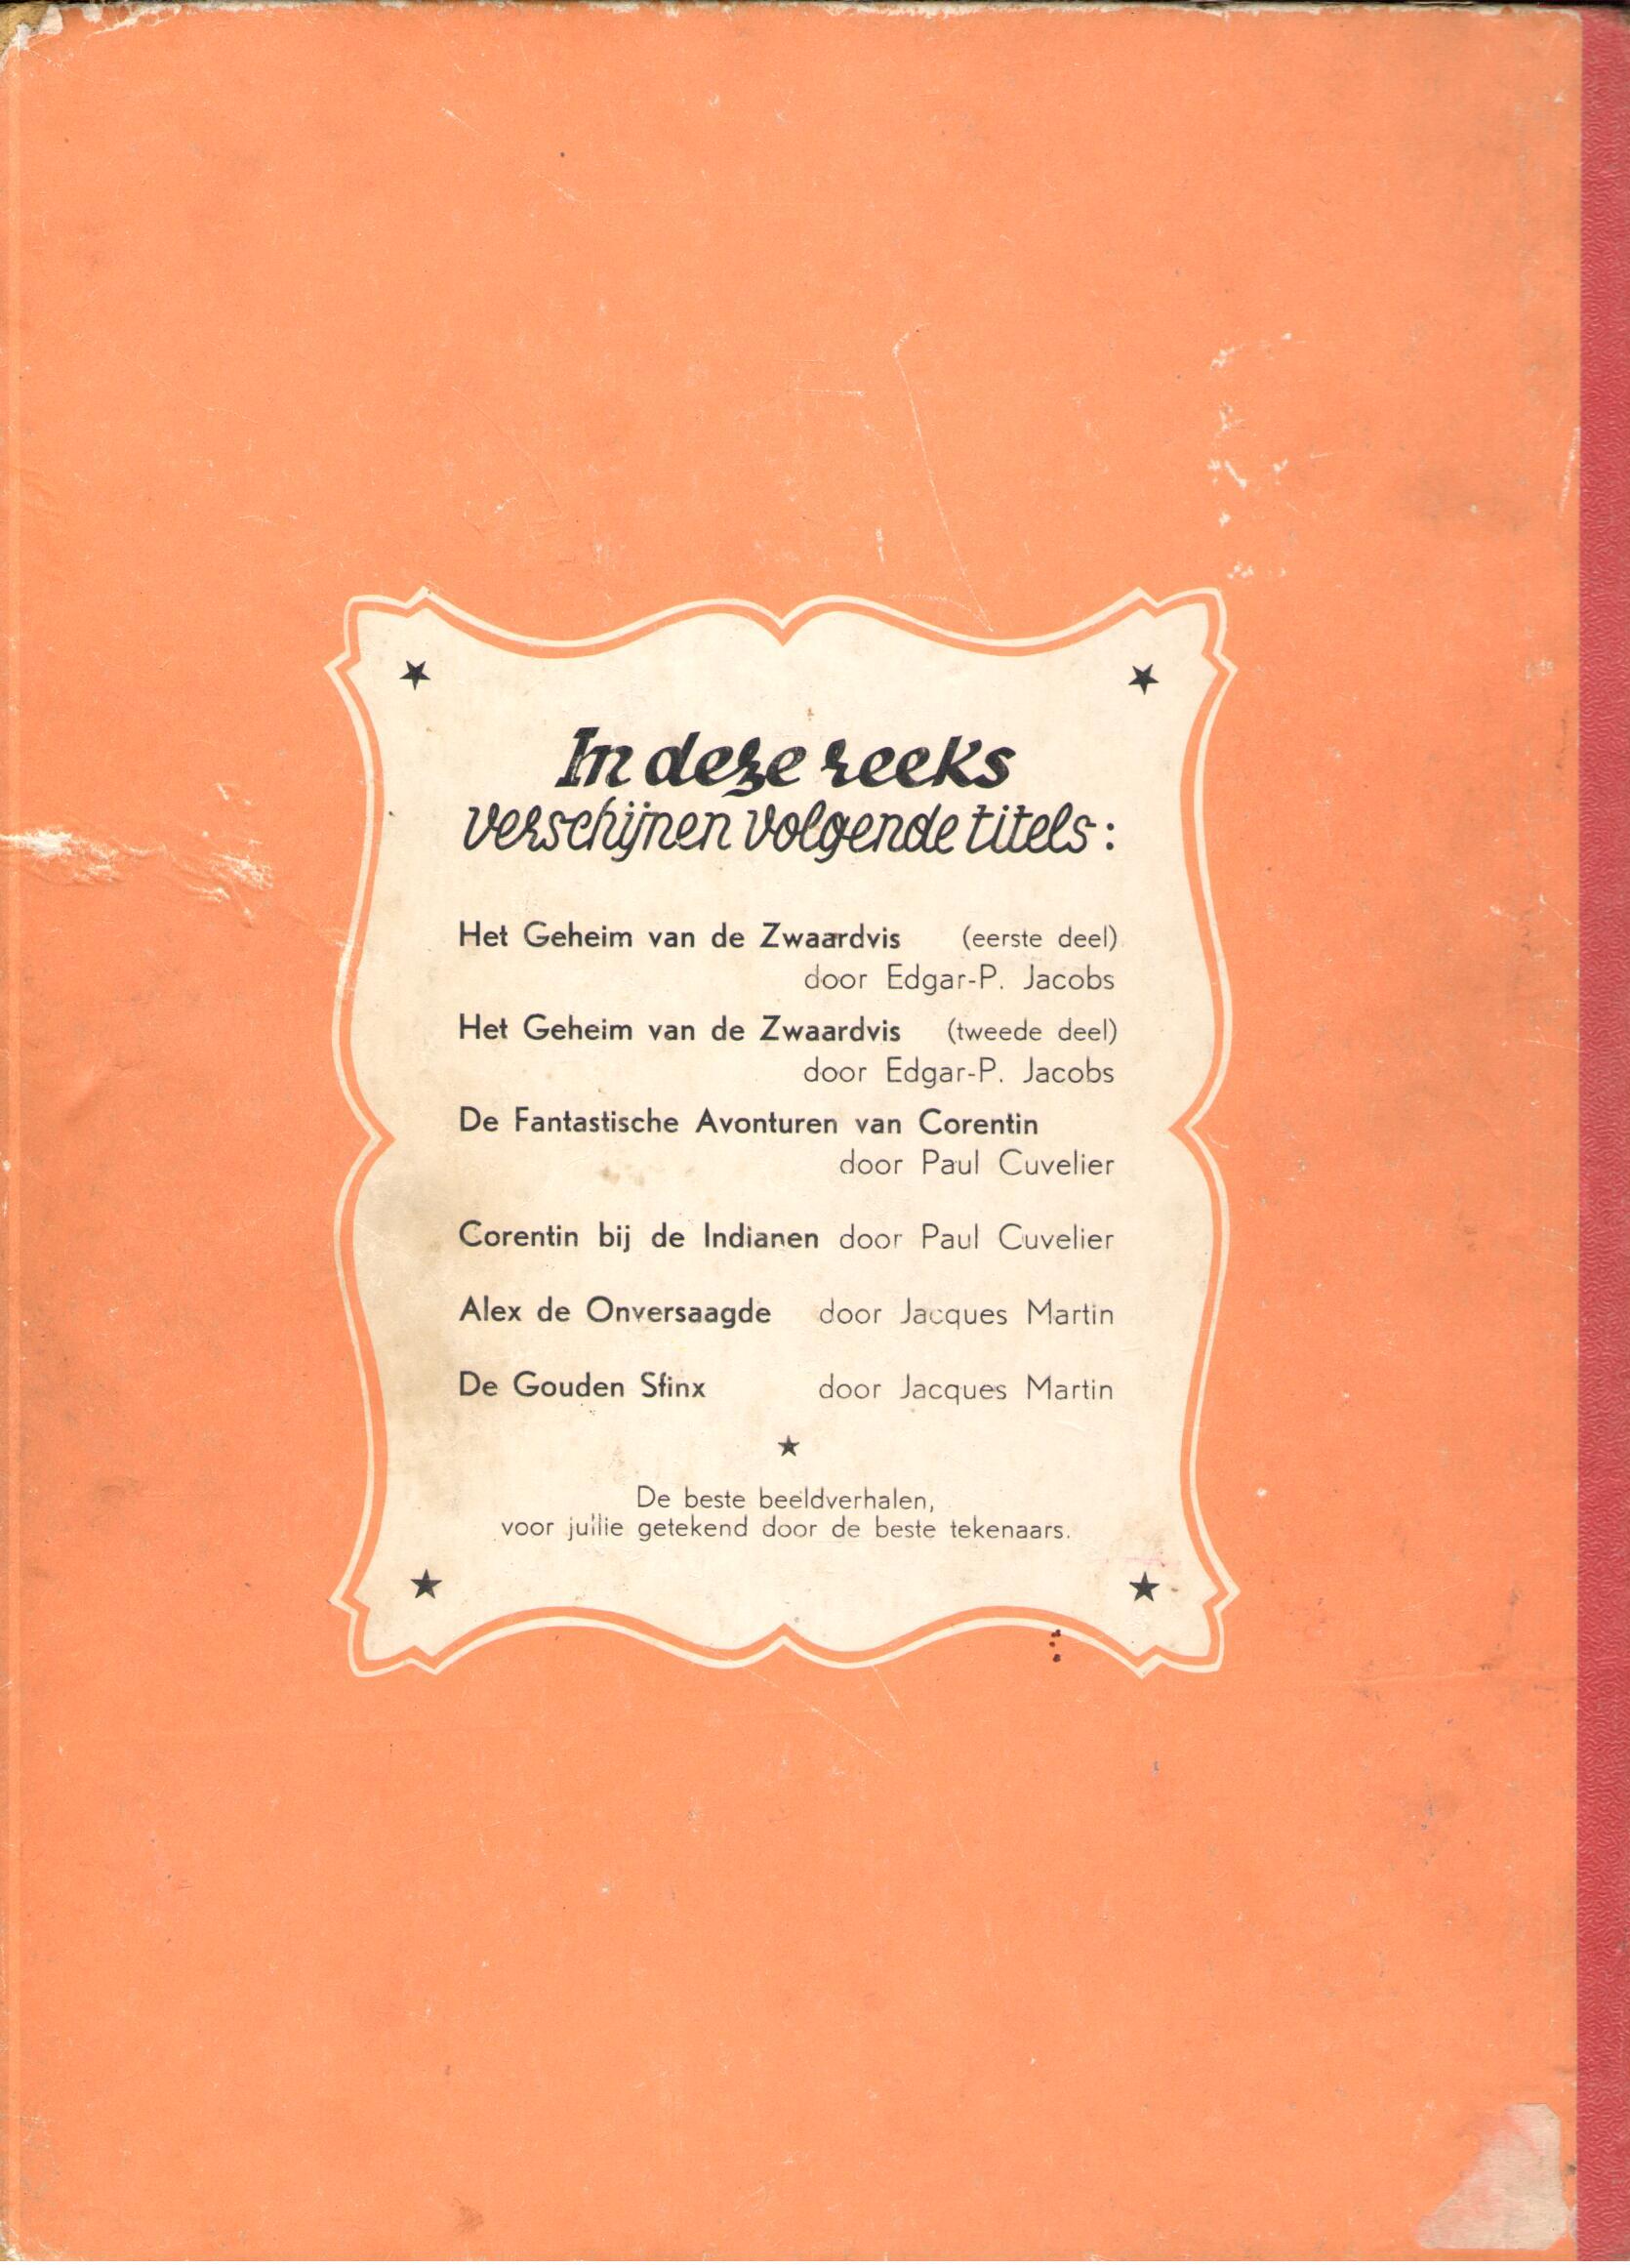 In deze reeks
verschijnen volgende titels:
Het Geheim van de Zwaardvis (eerste deel)
door Edgar-P. Jacobs
Het Geheim van de Zwaardvis (tweede deel)
door Edgar-P. Jacobs
De Fantastische Avonturen van Corentin
door Paul Cuvelier
Corentin bij de Indianen door Paul Cuvelier
Alex de Onversaagde door Jacques Martin
De Gouden Sfinx door Jacques Martin
De beste beeldverhalen,
voor jullie getekend door de beste tekenaars.